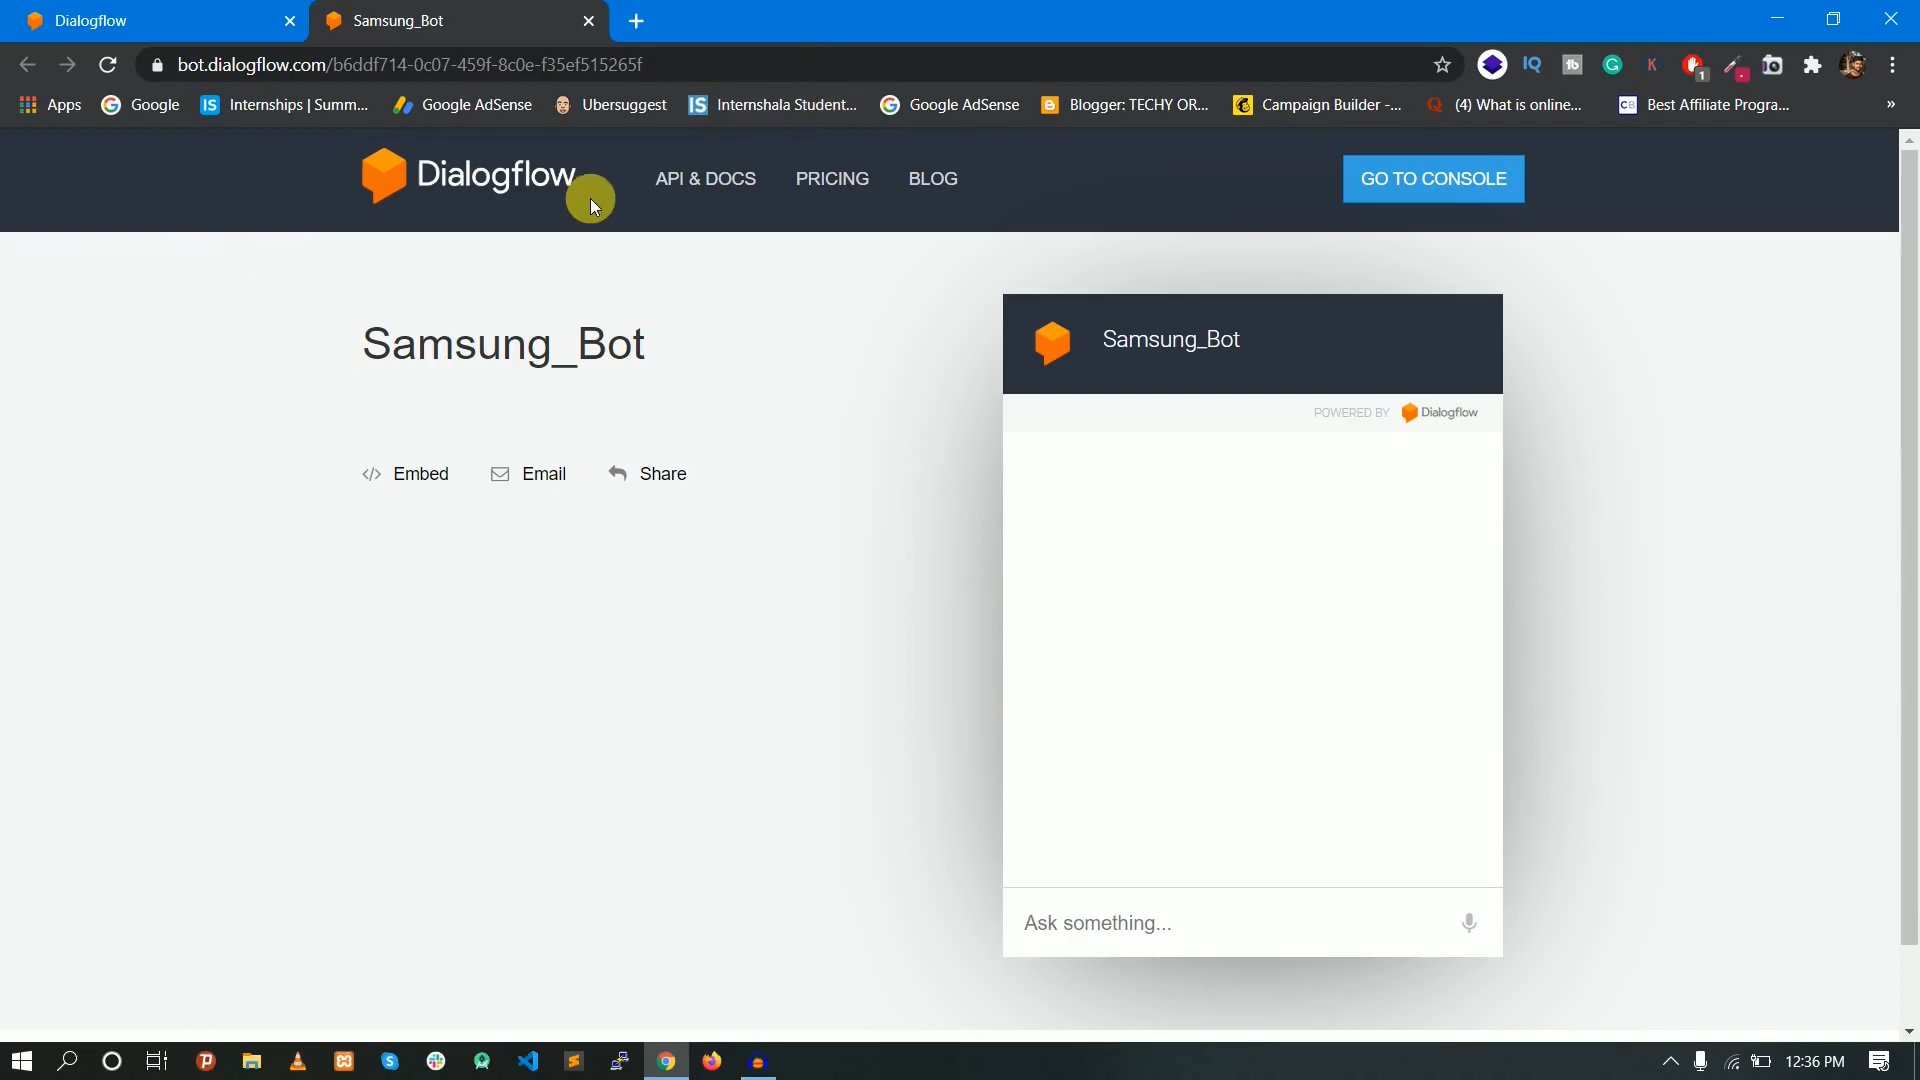 Dialogflow
Samsung_Bot
bot.dialogflow.com/b6ddf714-0c07-459f-8c0e-f35ef515265f
IQ
1
Apps
Google
Internships | Summ...
Google AdSense
Ubersuggest
Internshala Student...
Google AdSense
Blogger: TECHY OR...
Campaign Builder -...
(4) What is online...
Best Affiliate Progra...
»
Dialogflow
API & DOCS
PRICING
BLOG
GO TO CONSOLE
Samsung_Bot
Embed
Email
Share
Samsung_Bot
POWERED BY
Dialogflow
Ask something...
12:36 PM